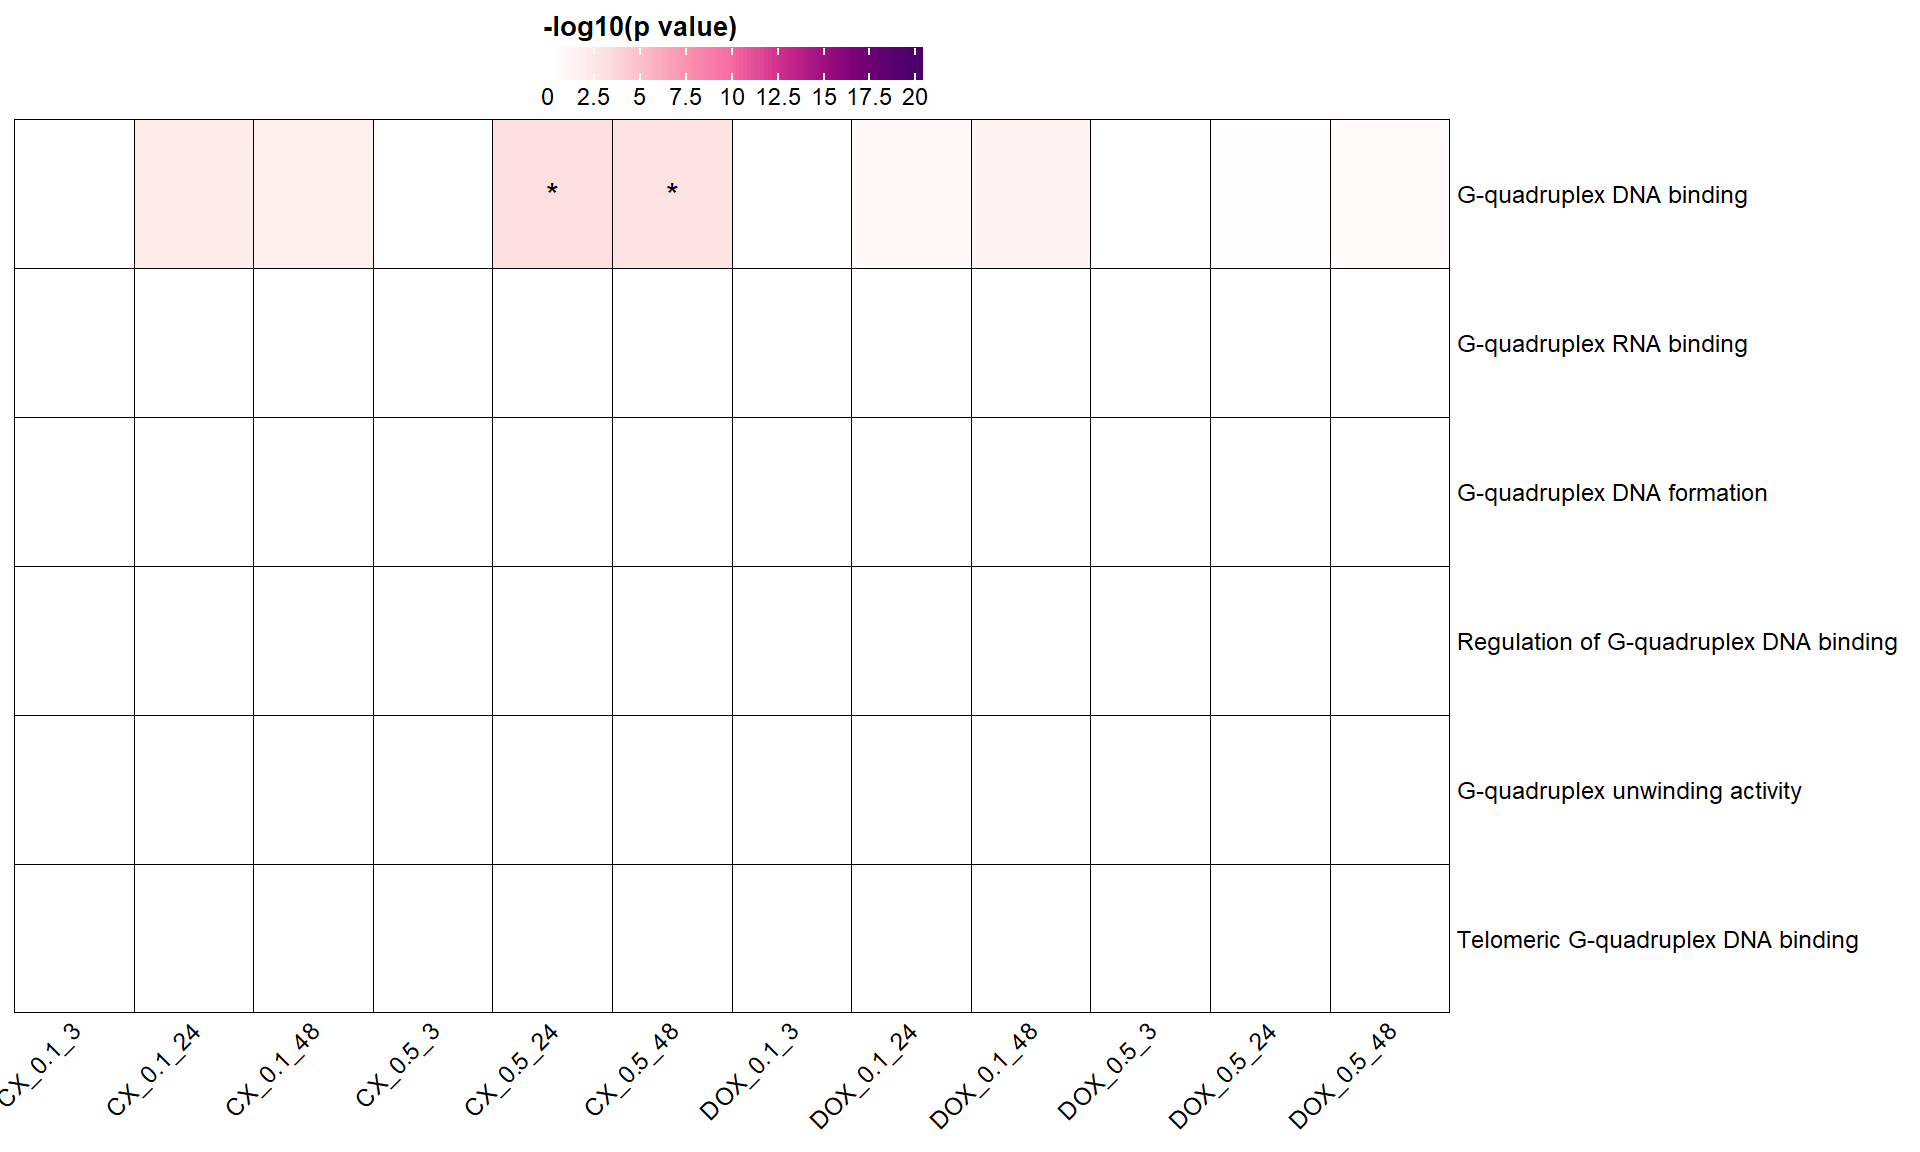 -log10(p value)
0 2.5 5 7.5 10 12.5 15 17.5 20
* *
G-quadruplex DNA binding
G-quadruplex RNA binding
G-quadruplex DNA formation
Regulation of G-quadruplex DNA binding
G-quadruplex unwinding activity
Telomeric G-quadruplex DNA binding
CX_0.1_3
CX_0.1_24
CX_0.1_48
CX_0.5_3
CX_0.5_24
CX_0.5_48
DOX_0.1_3
DOX_0.1_24
DOX_0.1_48
DOX_0.5_3
DOX_0.5_24
DOX_0.5_48